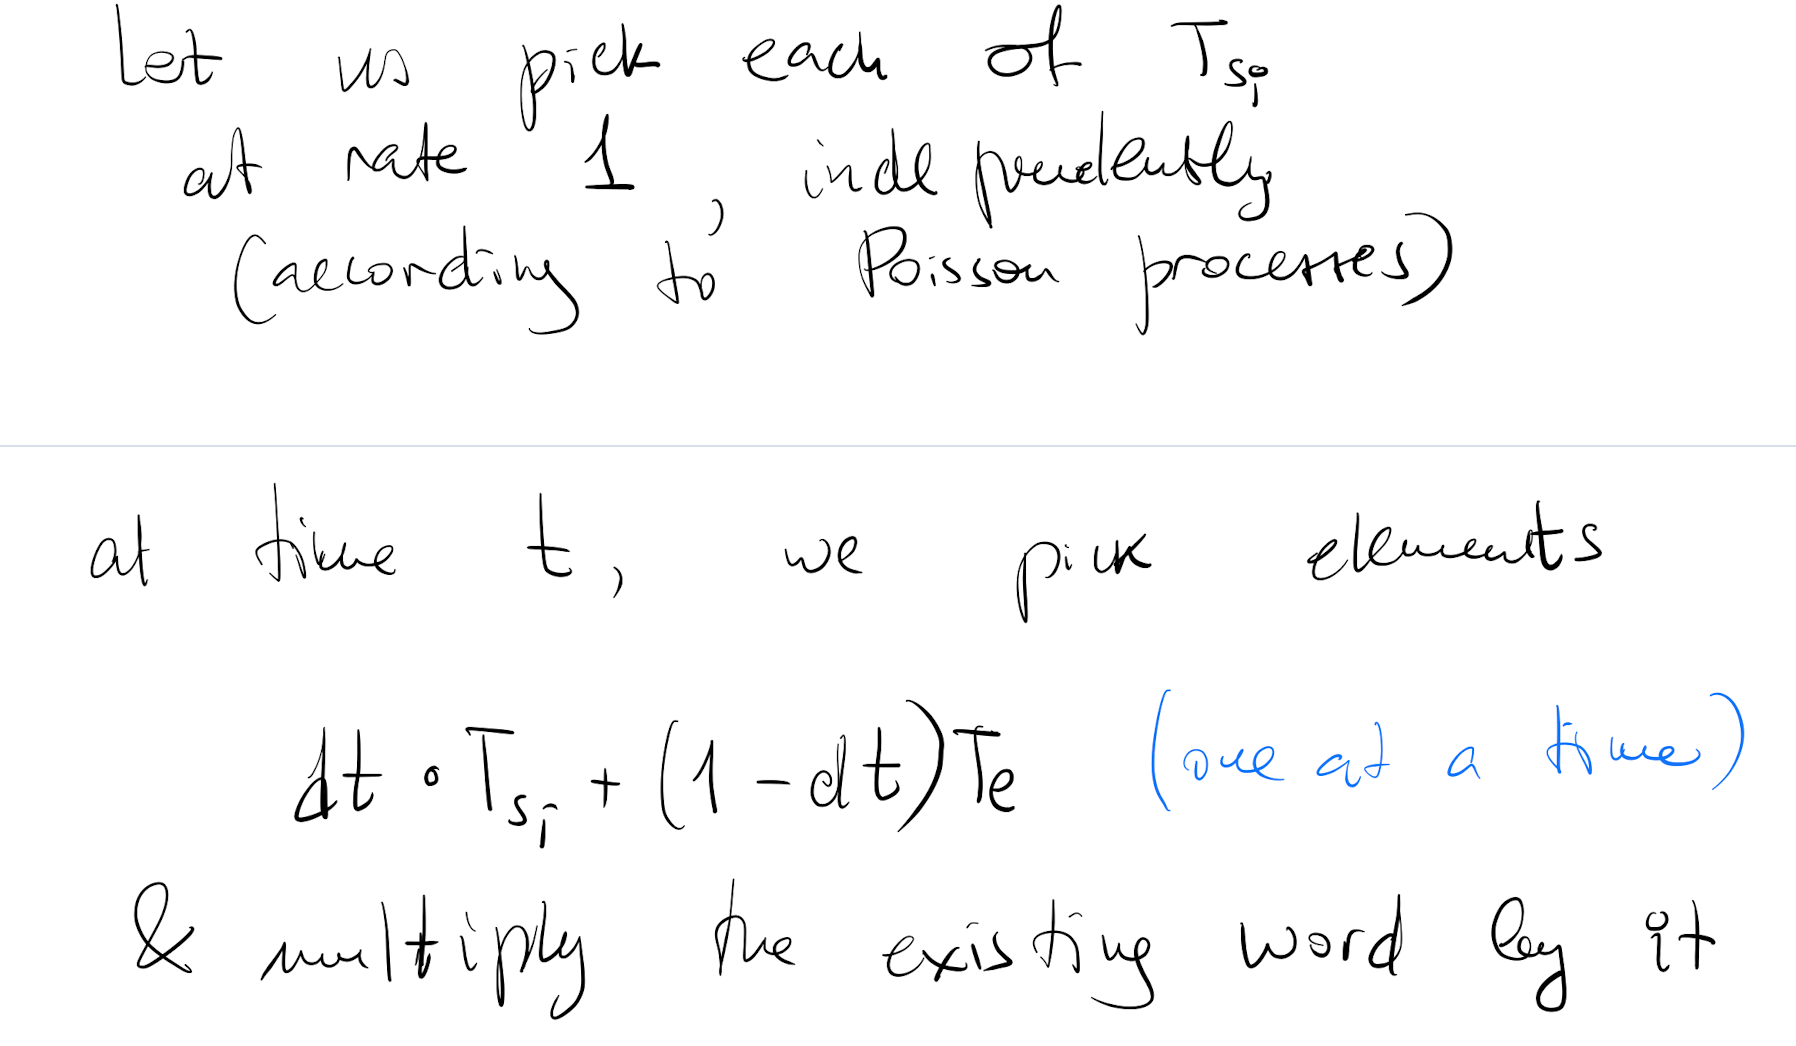 Let us pick each of T_{s_i}
at rate 1, independently
(according to Poisson processes)
at time t, we pick elements
dt · T_{s_i} + (1 - dt) T_e (one at a time)
& multiply the existing word by it